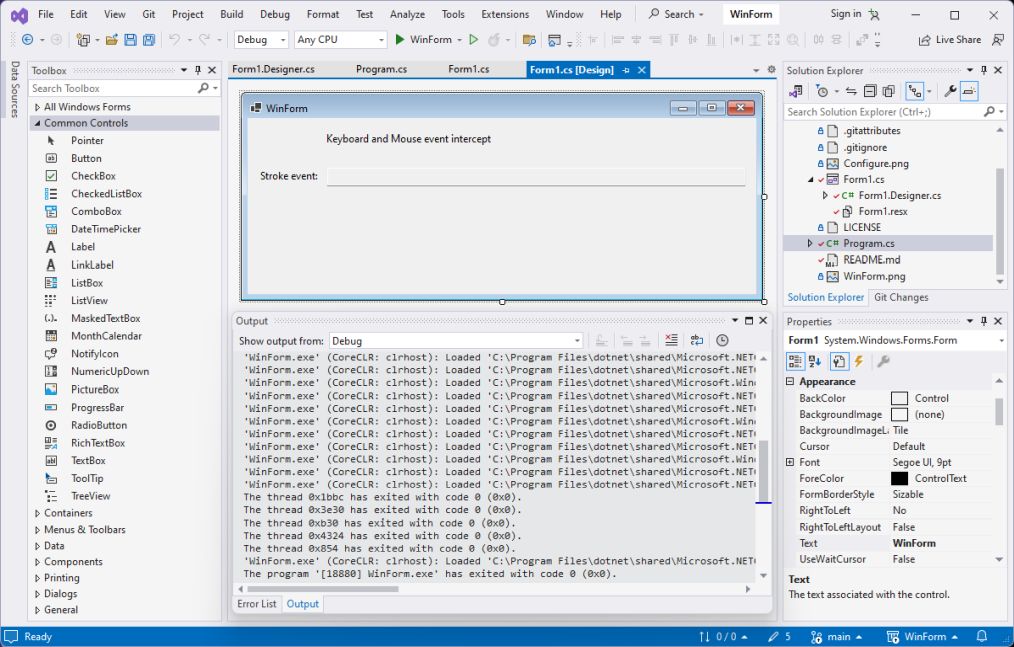 File Edit View Git Project Build Debug Format Test Analyze Tools Extensions Window Help Search WinForm Sign in
Debug Any CPU WinForm Live Share
Data Sources
Toolbox
Search Toolbox
All Windows Forms
Common Controls
Pointer
Button
CheckBox
CheckedListBox
ComboBox
DateTimePicker
Label
LinkLabel
ListBox
ListView
MaskedTextBox
MonthCalendar
NotifyIcon
NumericUpDown
PictureBox
ProgressBar
RadioButton
RichTextBox
TextBox
ToolTip
TreeView
Containers
Menus & Toolbars
Data
Components
Printing
Dialogs
General
Form1.Designer.cs Program.cs Form1.cs Form1.cs [Design]
WinForm
Keyboard and Mouse event intercept
Stroke event:
Output
Show output from: Debug
'WinForm.exe' (CoreCLR: clrhost): Loaded 'C:\Program Files\dotnet\shared\Microsoft.NET
'WinForm.exe' (CoreCLR: clrhost): Loaded 'C:\Program Files\dotnet\shared\Microsoft.NET
'WinForm.exe' (CoreCLR: clrhost): Loaded 'C:\Program Files\dotnet\shared\Microsoft.Win
'WinForm.exe' (CoreCLR: clrhost): Loaded 'C:\Program Files\dotnet\shared\Microsoft.NET
'WinForm.exe' (CoreCLR: clrhost): Loaded 'C:\Program Files\dotnet\shared\Microsoft.NET
'WinForm.exe' (CoreCLR: clrhost): Loaded 'C:\Program Files\dotnet\shared\Microsoft.Win
'WinForm.exe' (CoreCLR: clrhost): Loaded 'C:\Program Files\dotnet\shared\Microsoft.NET
'WinForm.exe' (CoreCLR: clrhost): Loaded 'C:\Program Files\dotnet\shared\Microsoft.NET
'WinForm.exe' (CoreCLR: clrhost): Loaded 'C:\Program Files\dotnet\shared\Microsoft.Win
'WinForm.exe' (CoreCLR: clrhost): Loaded 'C:\Program Files\dotnet\shared\Microsoft.NET
'WinForm.exe' (CoreCLR: clrhost): Loaded 'C:\Program Files\dotnet\shared\Microsoft.NET
The thread 0x1bbc has exited with code 0 (0x0).
The thread 0x3e30 has exited with code 0 (0x0).
The thread 0xb30 has exited with code 0 (0x0).
The thread 0x4324 has exited with code 0 (0x0).
The thread 0x854 has exited with code 0 (0x0).
'WinForm.exe' (CoreCLR: clrhost): Loaded 'C:\Program Files\dotnet\shared\Microsoft.NET
The program '[18880] WinForm.exe' has exited with code 0 (0x0).
Error List Output
Solution Explorer
Search Solution Explorer (Ctrl+;)
.gitattributes
.gitignore
Configure.png
Form1.cs
C# Form1.Designer.cs
Form1.resx
LICENSE
C# Program.cs
README.md
WinForm.png
Solution Explorer Git Changes
Properties
Form1 System.Windows.Forms.Form
Appearance
BackColor Control
BackgroundImage (none)
BackgroundImageLa Tile
Cursor Default
Font Segoe UI, 9pt
ForeColor ControlText
FormBorderStyle Sizable
RightToLeft No
RightToLeftLayout False
Text WinForm
UseWaitCursor False
Text
The text associated with the control.
Ready 0 / 0 5 main WinForm